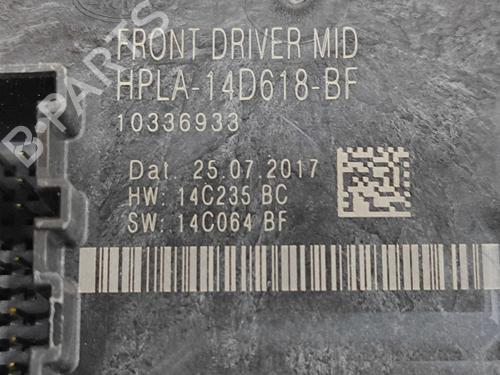 FRONT DRIVER MID
HPLA-14D618-BF
10336933
Dat. 25.07.2017
HW: 14C235 BC
SW: 14C064 BF
B-PARTS